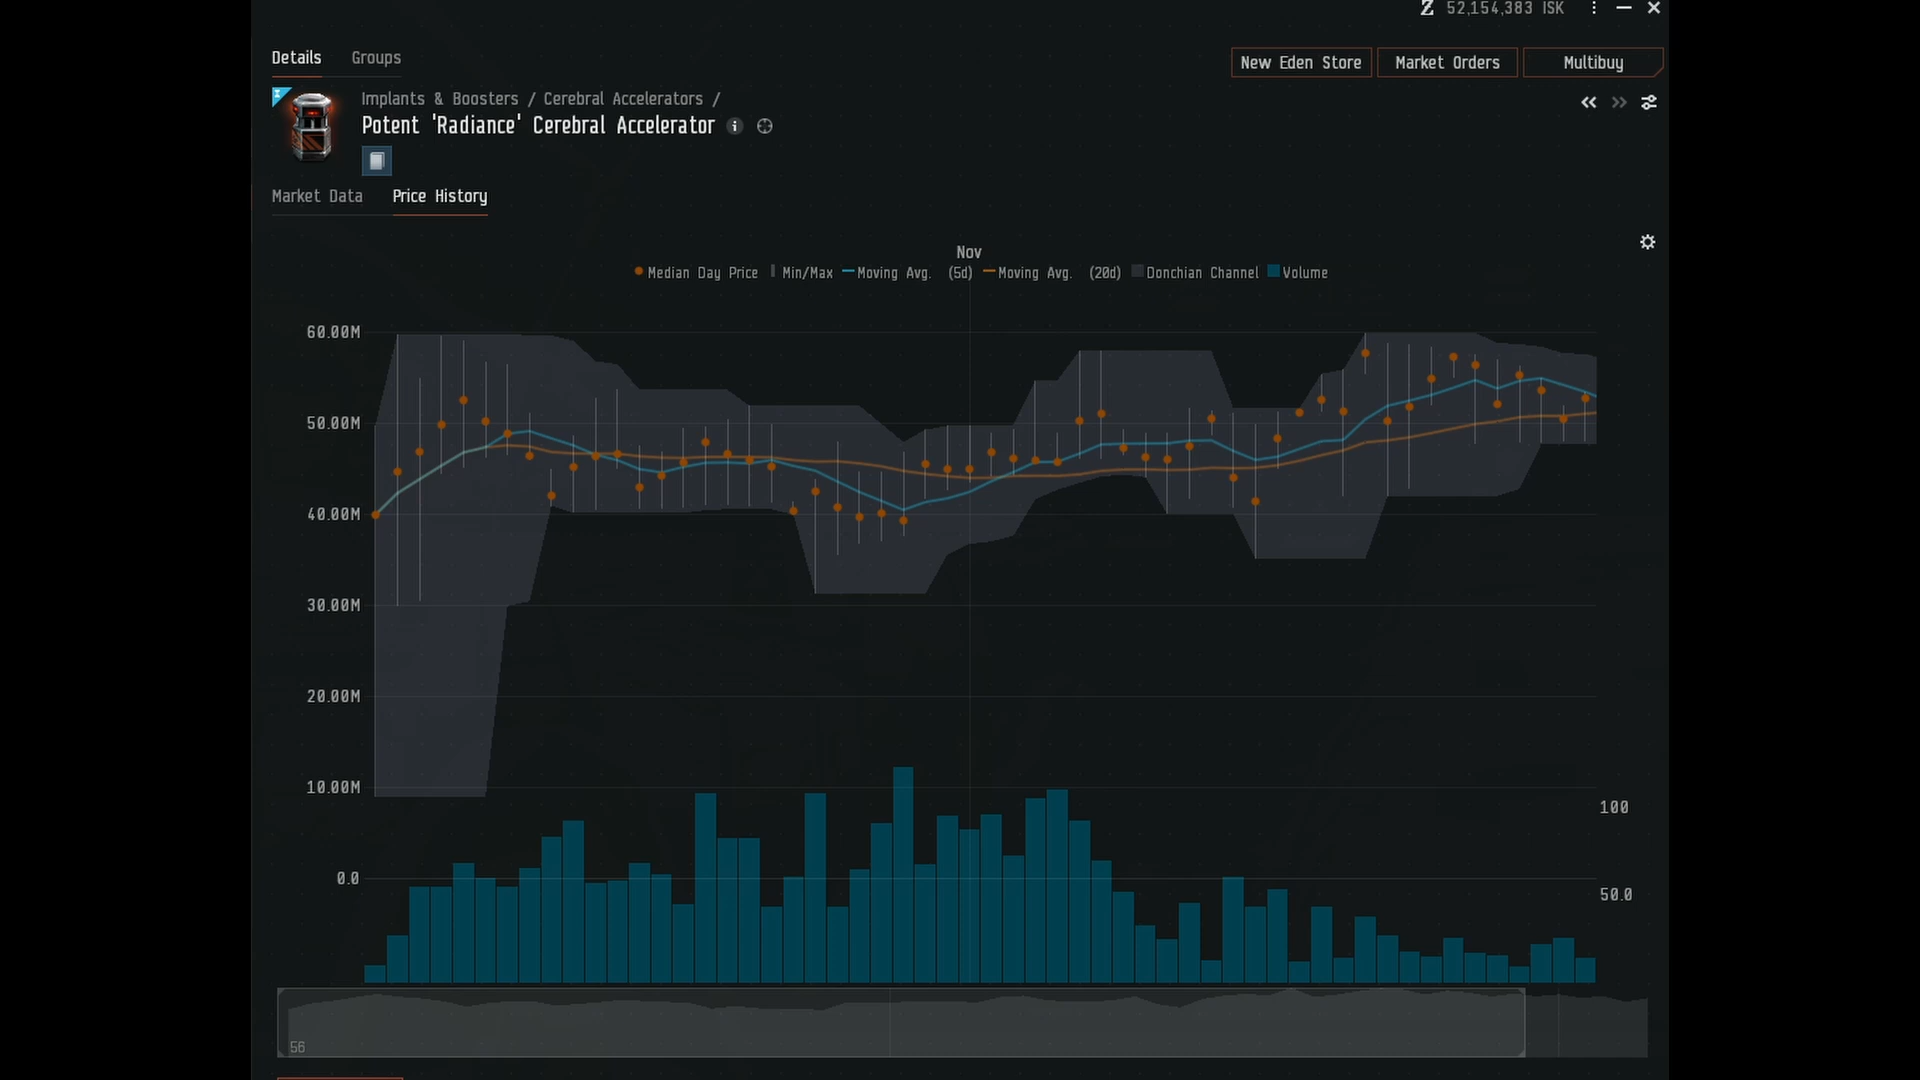 52,154,383 ISK
Details Groups
New Eden Store Market Orders Multibuy
Implants & Boosters / Cerebral Accelerators /
Potent 'Radiance' Cerebral Accelerator
Market Data Price History
Nov
Median Day Price Min/Max Moving Avg. (5d) Moving Avg. (20d) Donchian Channel Volume
60.00M
50.00M
40.00M
30.00M
20.00M
10.00M
100
0.0
50.0
56